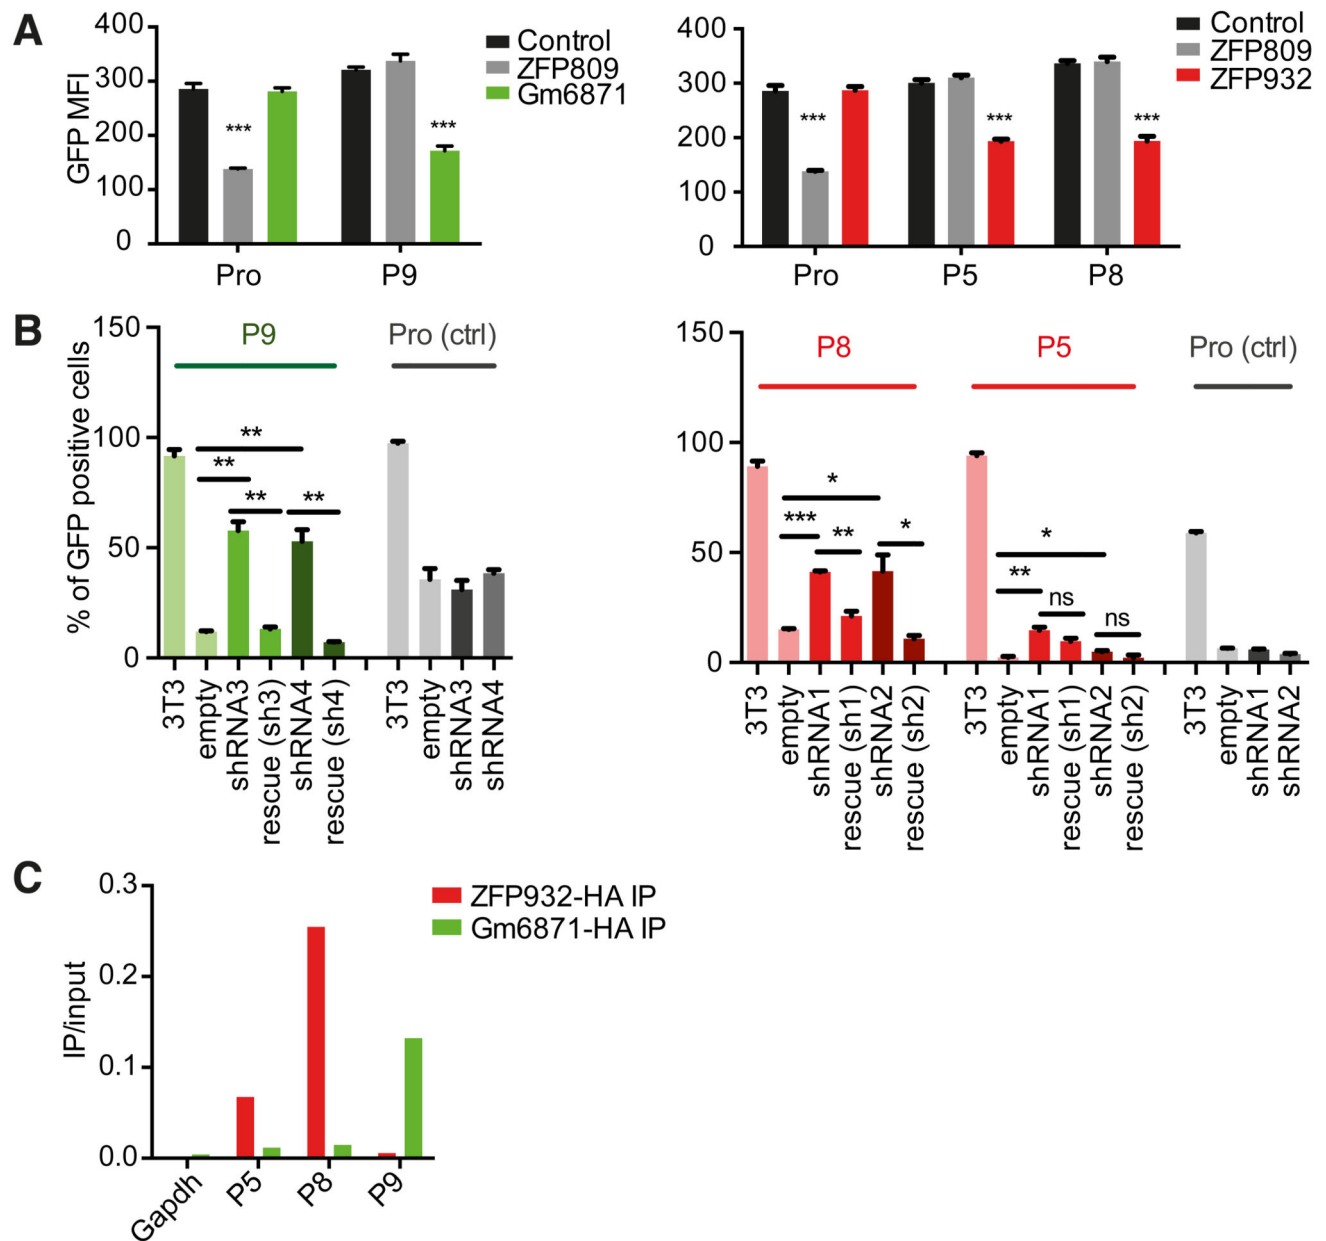 A
GFP MFI
400
300
200
100
0
***
***
Pro
P9
Control
ZFP809
Gm6871
400
300
200
100
0
***
***
***
Pro
P5
P8
Control
ZFP809
ZFP932
B
% of GFP positive cells
150
100
50
0
P9
Pro (ctrl)
**
**
**
**
3T3
empty
shRNA3
rescue (sh3)
shRNA4
rescue (sh4)
3T3
empty
shRNA3
shRNA4
150
100
50
0
P8
P5
Pro (ctrl)
*
***
**
*
*
**
ns
ns
3T3
empty
shRNA1
rescue (sh1)
shRNA2
rescue (sh2)
3T3
empty
shRNA1
rescue (sh1)
shRNA2
rescue (sh2)
3T3
empty
shRNA1
shRNA2
C
IP/input
0.3
0.2
0.1
0.0
Gapdh
P5
P8
P9
ZFP932-HA IP
Gm6871-HA IP